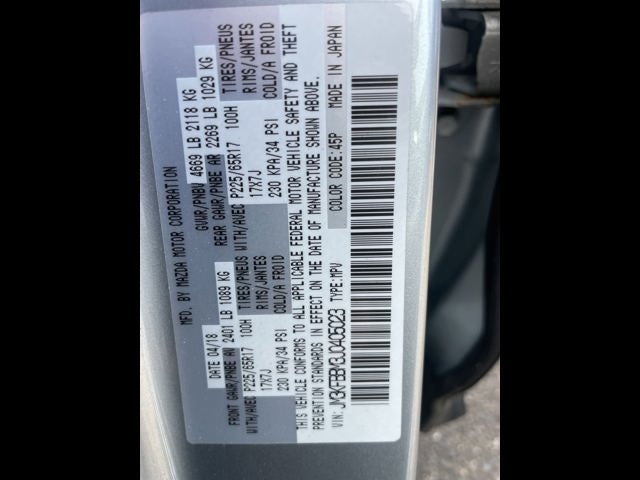 MFD. BY MAZDA MOTOR CORPORATION
DATE 04/18 GVWR/PNBV 4669 LB 2118 KG
FRONT GAWR/PNBE AV 2401 LB 1089 KG REAR GAWR/PNBE AR 2269 LB 1029 KG
WITH/AVEC P225/65R17 100H TIRES/PNEUS WITH/AVEC P225/65R17 100H TIRES/PNEUS
17X7J RIMS/JANTES 17X7J RIMS/JANTES
230 KPA/34 PSI COLD/A FROID 230 KPA/34 PSI COLD/A FROID
THIS VEHICLE CONFORMS TO ALL APPLICABLE FEDERAL MOTOR VEHICLE SAFETY AND THEFT
PREVENTION STANDARDS IN EFFECT ON THE DATE OF MANUFACTURE SHOWN ABOVE.
VIN: JM3KFBBM3J0405023 TYPE:MPV COLOR CODE:45P MADE IN JAPAN